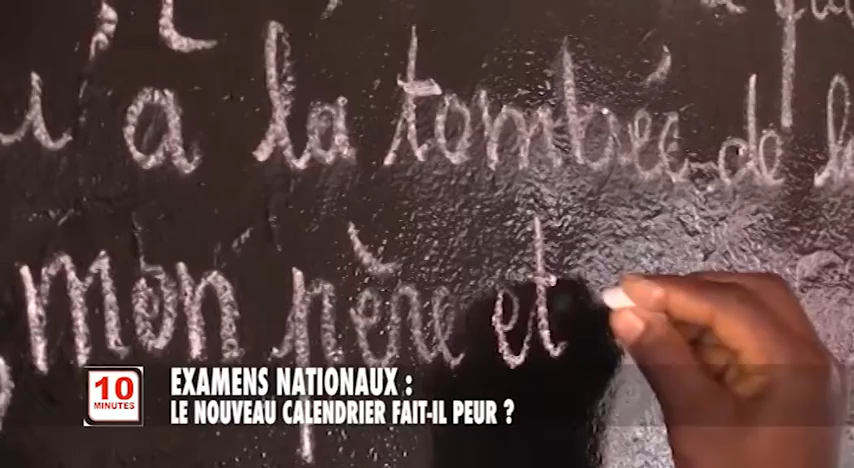 a la tombée de
mon père et
10
MINUTES
EXAMENS NATIONAUX :
LE NOUVEAU CALENDRIER FAIT-IL PEUR ?